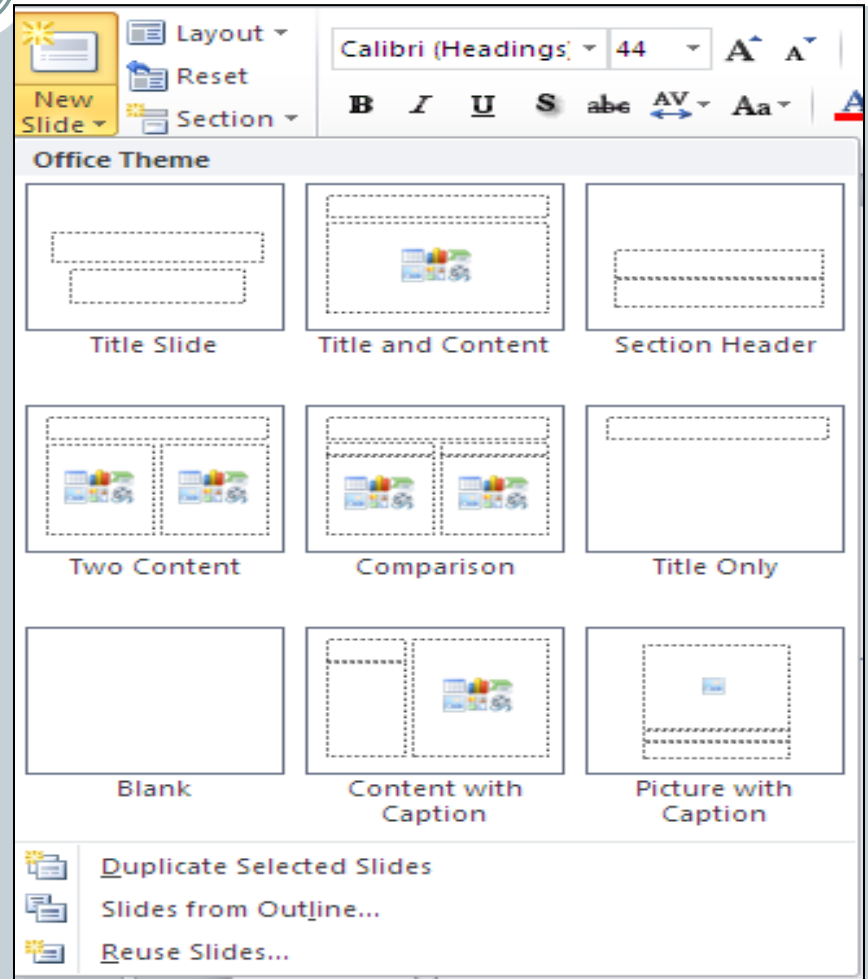 New
Slide
Layout
Reset
Section
Calibri (Headings)
44
A A
B I U S abc AV Aa A
Office Theme
Title Slide
Title and Content
Section Header
Two Content
Comparison
Title Only
Blank
Content with
Caption
Picture with
Caption
Duplicate Selected Slides
Slides from Outline...
Reuse Slides...